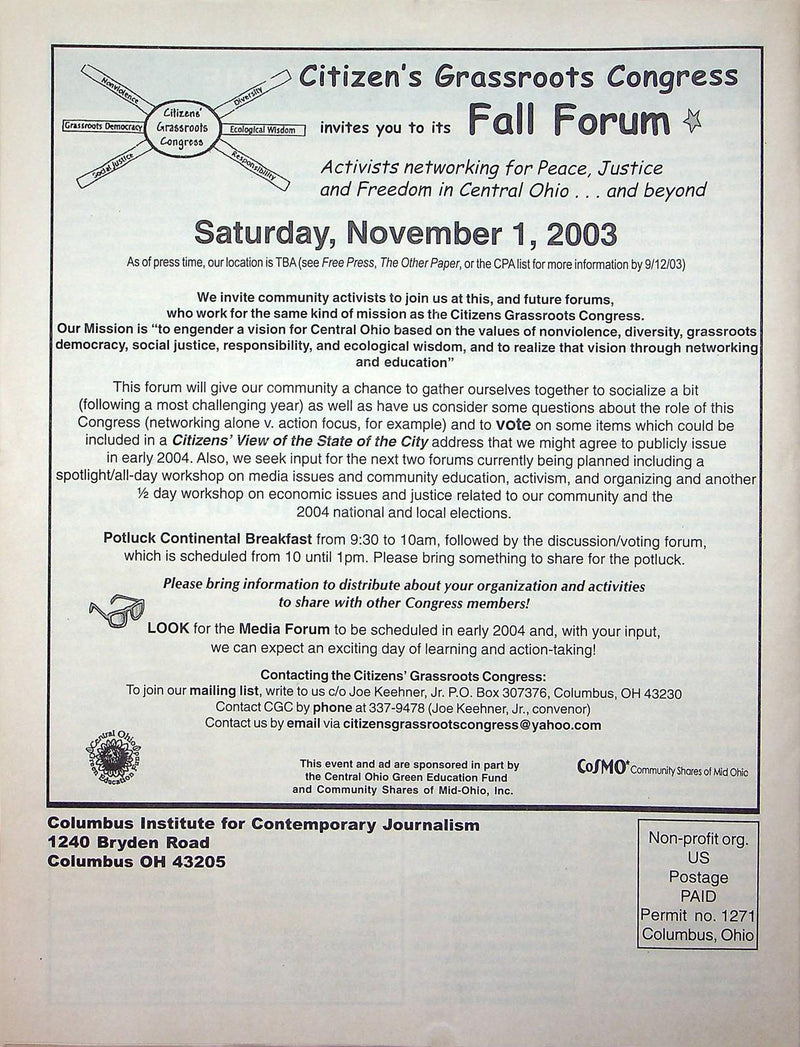 Citizen's Grassroots Congress
invites you to its Fall Forum
Nonviolence
Diversity
Citizens'
Grassroots
Congress
Grassroots Democracy
Ecological Wisdom
Social Justice
Responsibility
Activists networking for Peace, Justice
and Freedom in Central Ohio . . . and beyond
Saturday, November 1, 2003
As of press time, our location is TBA (see Free Press, The Other Paper, or the CPA list for more information by 9/12/03)
We invite community activists to join us at this, and future forums,
who work for the same kind of mission as the Citizens Grassroots Congress.
Our Mission is “to engender a vision for Central Ohio based on the values of nonviolence, diversity, grassroots
democracy, social justice, responsibility, and ecological wisdom, and to realize that vision through networking
and education”
This forum will give our community a chance to gather ourselves together to socialize a bit
(following a most challenging year) as well as have us consider some questions about the role of this
Congress (networking alone v. action focus, for example) and to vote on some items which could be
included in a Citizens' View of the State of the City address that we might agree to publicly issue
in early 2004. Also, we seek input for the next two forums currently being planned including a
spotlight/all-day workshop on media issues and community education, activism, and organizing and another
½ day workshop on economic issues and justice related to our community and the
2004 national and local elections.
Potluck Continental Breakfast from 9:30 to 10am, followed by the discussion/voting forum,
which is scheduled from 10 until 1pm. Please bring something to share for the potluck.
Please bring information to distribute about your organization and activities
to share with other Congress members!
LOOK for the Media Forum to be scheduled in early 2004 and, with your input,
we can expect an exciting day of learning and action-taking!
Contacting the Citizens' Grassroots Congress:
To join our mailing list, write to us c/o Joe Keehner, Jr. P.O. Box 307376, Columbus, OH 43230
Contact CGC by phone at 337-9478 (Joe Keehner, Jr., convenor)
Contact us by email via citizensgrassrootscongress@yahoo.com
Central Ohio
Green Education Fund
This event and ad are sponsored in part by
the Central Ohio Green Education Fund
and Community Shares of Mid-Ohio, Inc.
CoSMO Community Shares of Mid Ohio
Columbus Institute for Contemporary Journalism
1240 Bryden Road
Columbus OH 43205
Non-profit org.
US
Postage
PAID
Permit no. 1271
Columbus, Ohio